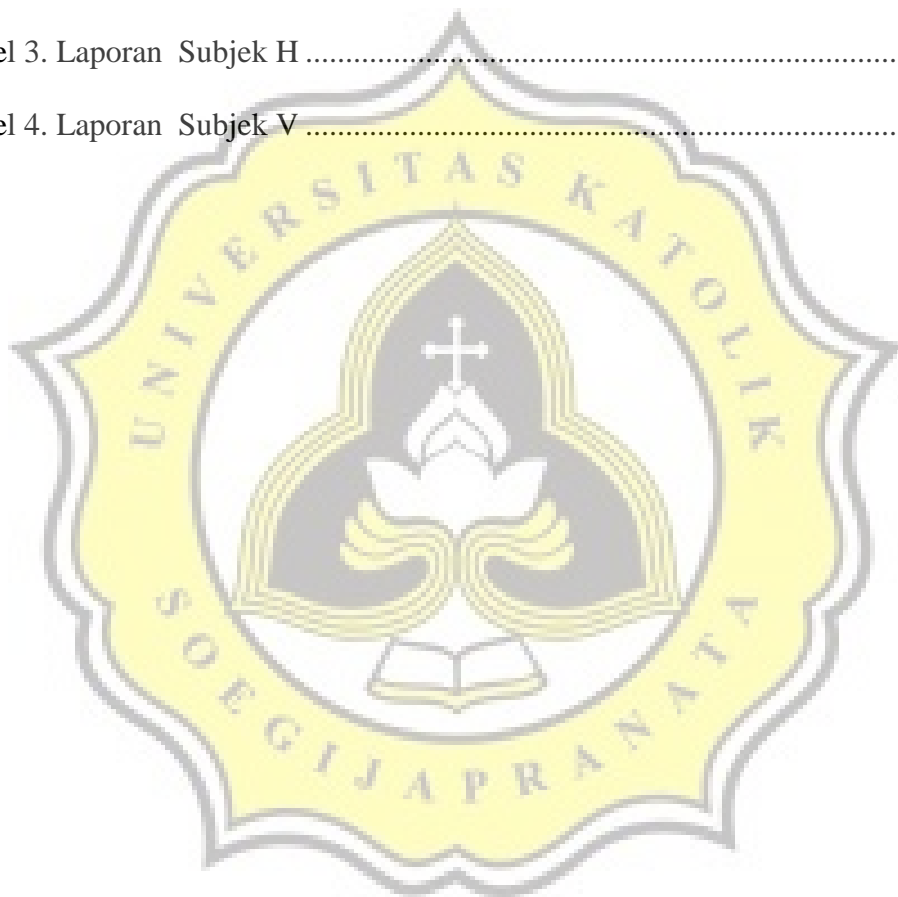 el 3. Laporan Subjek H ...............................................................
el 4. Laporan Subjek V ...............................................................
UNIVERSITAS KATOLIK
SOEGIJAPRANATA